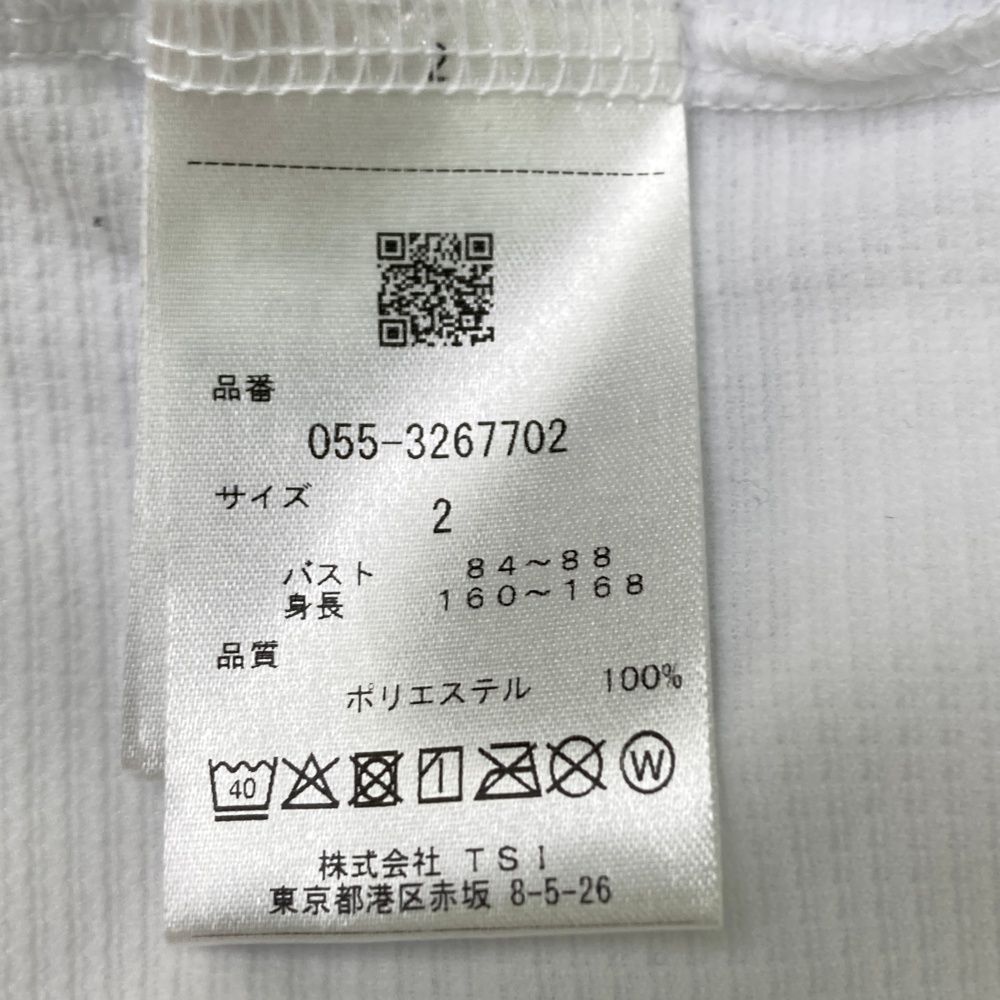 2
品番
055-3267702
サイズ
2
バスト 84~88
身長 160~168
品質
ポリエステル 100%
40
W
株式会社 TSI
東京都港区赤坂 8-5-26